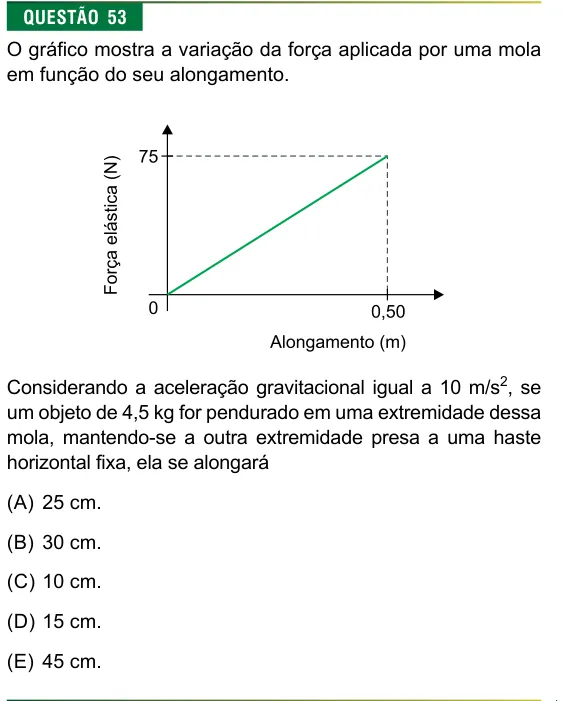 QUESTÃO 53
O gráfico mostra a variação da força aplicada por uma mola
em função do seu alongamento.
Força elástica (N)
75
0
0,50
Alongamento (m)
Considerando a aceleração gravitacional igual a 10 m/s², se
um objeto de 4,5 kg for pendurado em uma extremidade dessa
mola, mantendo-se a outra extremidade presa a uma haste
horizontal fixa, ela se alongará
(A) 25 cm.
(B) 30 cm.
(C) 10 cm.
(D) 15 cm.
(E) 45 cm.